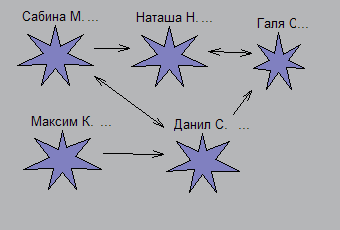 Сабина М. ...
Наташа Н. ...
Галя С...
Максим К. ...
Данил С. ...